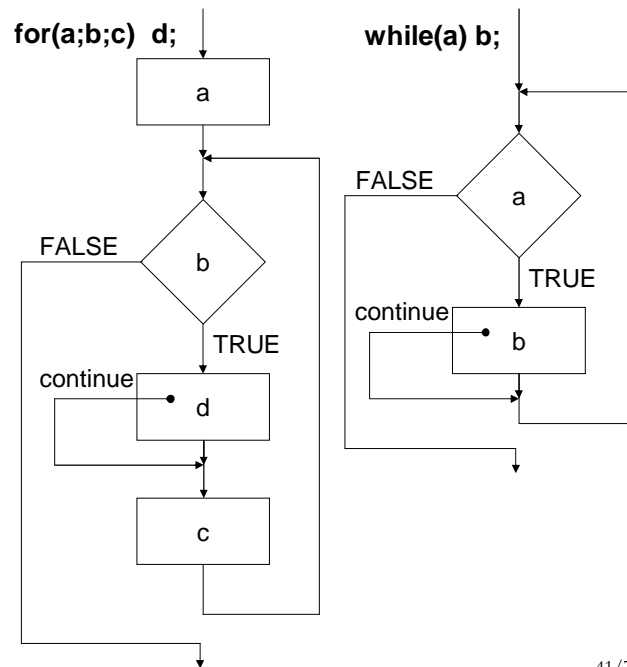 for(a;b;c) d;
a
FALSE
b
TRUE
continue
d
c
while(a) b;
FALSE
a
TRUE
continue
b